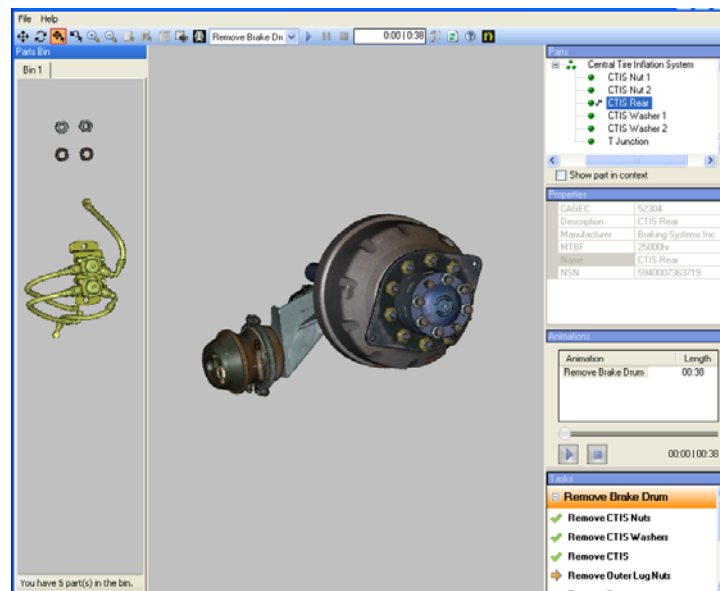 File Help
Remove Brake Dri
0:00 | 0:38
Parts Bin
Bin 1
You have 5 part(s) in the bin.
Parts
Central Tire Inflation System
CTIS Nut 1
CTIS Nut 2
CTIS Rear
CTIS Washer 1
CTIS Washer 2
T Junction
Show part in context
Properties
CAGEC 52304
Description CTIS Rear
Manufacturer Braking Systems Inc.
MTBF 25000hr
Name CTIS Rear
NSN 5940007363719
Animations
Animation Length
Remove Brake Drum 00:38
00:00 | 00:38
Tasks
Remove Brake Drum
Remove CTIS Nuts
Remove CTIS Washers
Remove CTIS
Remove Outer Lug Nuts